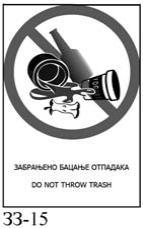 ЗАБРАЊЕНО БАЦАЊЕ ОТПАДАКА
DO NOT THROW TRASH
33-15